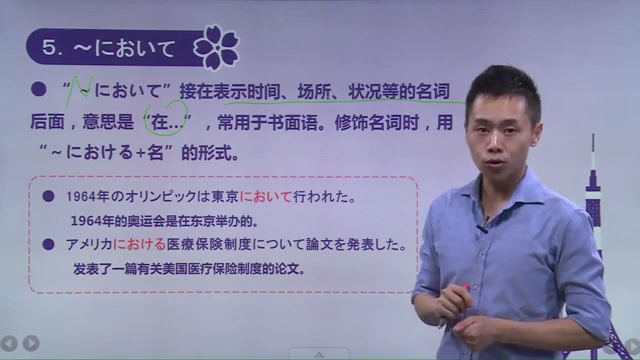 5. ～において
“～において”接在表示时间、场所、状况等的名词
后面，意思是“在…”，常用于书面语。修饰名词时，用
“～における+名”的形式。
1964年のオリンピックは東京において行われた。
1964年的奥运会是在东京举办的。
アメリカにおける医療保険制度について論文を発表した。
发表了一篇有关美国医疗保险制度的论文。